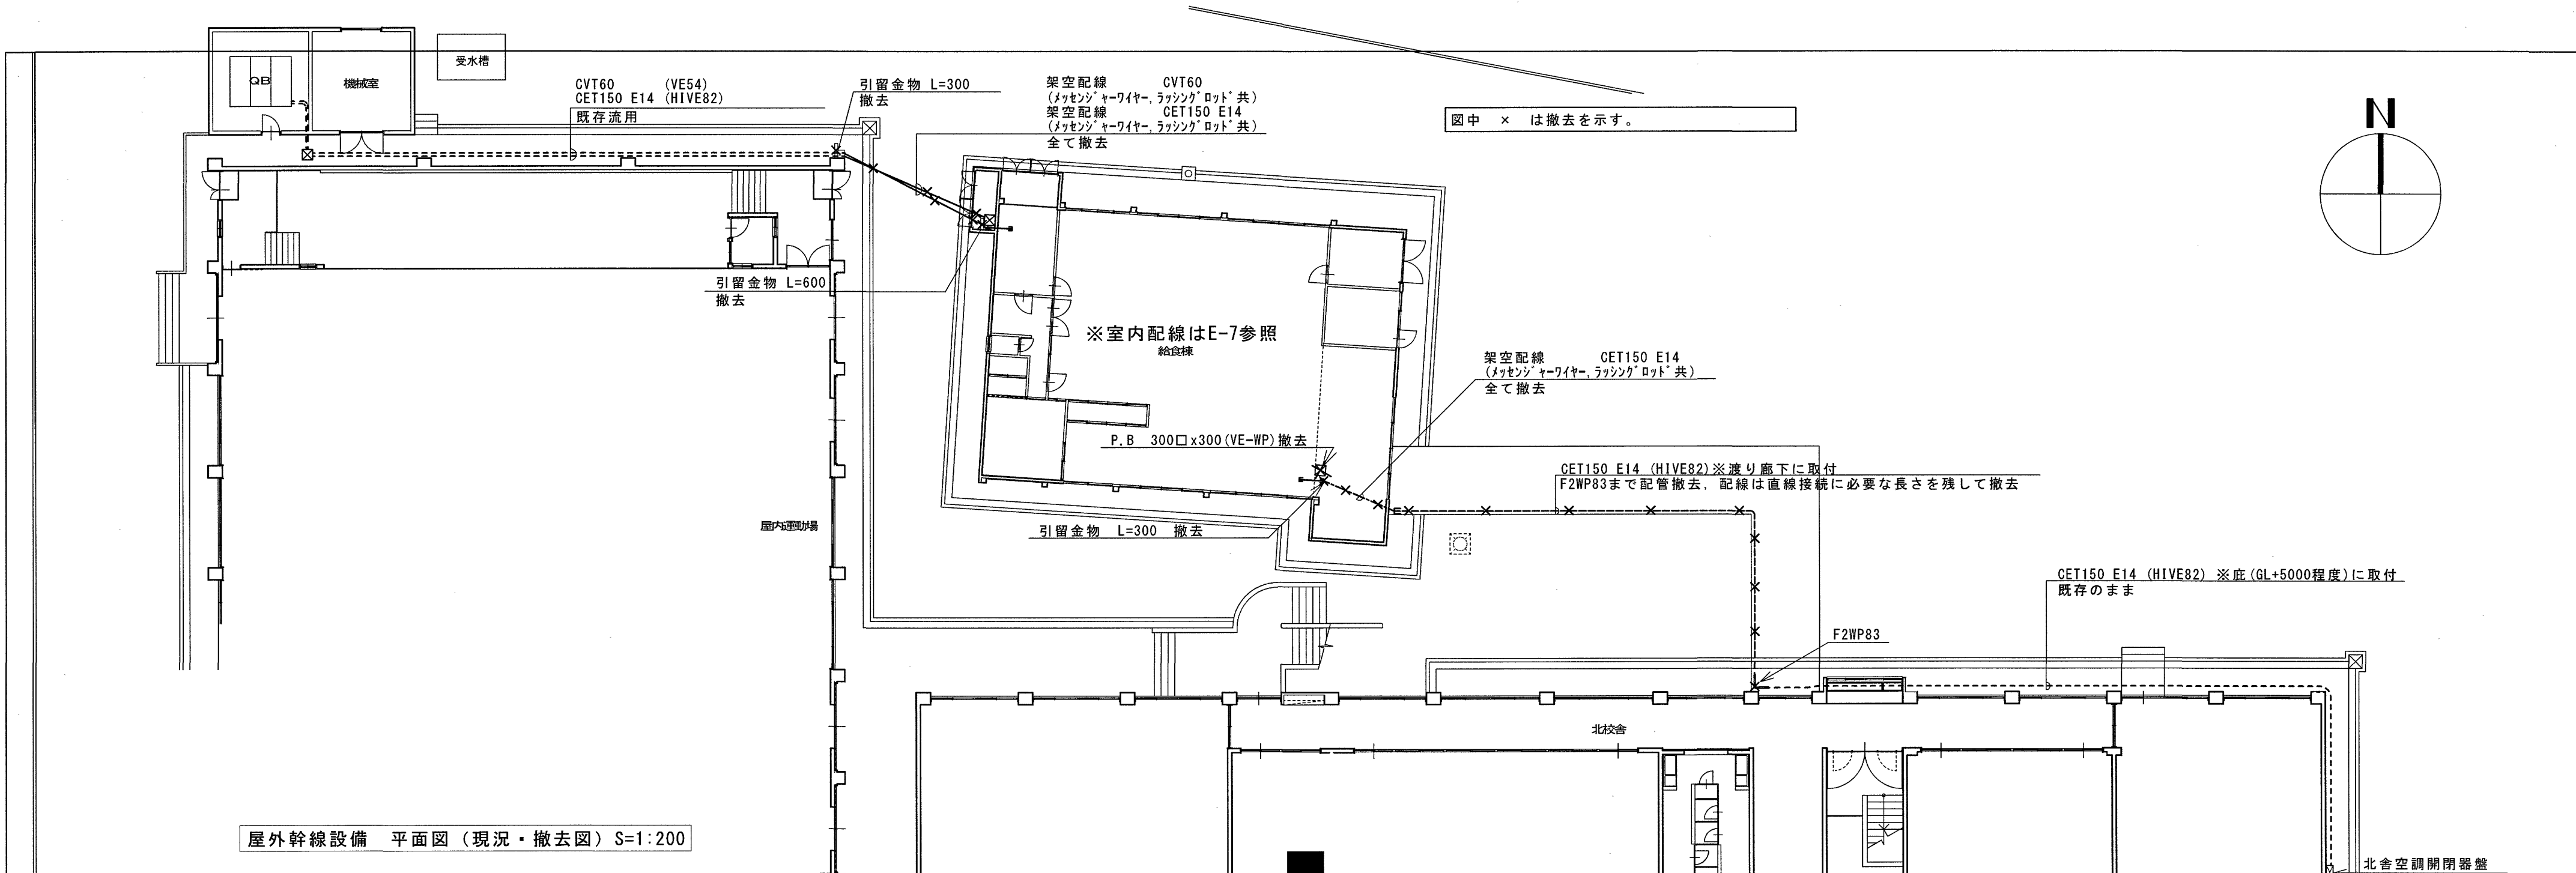 受水槽
QB
機械室
CVT60 (VE54)
CET150 E14 (HIVE82)
既存流用
引留金物 L=300
撤去
架空配線 CVT60
(ﾒｯｾﾝｼﾞｬｰﾜｲﾔｰ,ﾗｯｼﾝｸﾞﾛｯﾄﾞ共)
架空配線 CET150 E14
(ﾒｯｾﾝｼﾞｬｰﾜｲﾔｰ,ﾗｯｼﾝｸﾞﾛｯﾄﾞ共)
全て撤去
図中 × は撤去を示す。
N
引留金物 L=600
撤去
※室内配線はE-7参照
給食棟
架空配線 CET150 E14
(ﾒｯｾﾝｼﾞｬｰﾜｲﾔｰ,ﾗｯｼﾝｸﾞﾛｯﾄﾞ共)
全て撤去
P.B 300□x300(VE-WP)撤去
CET150 E14 (HIVE82)※渡り廊下に取付
F2WP83まで配管撤去, 配線は直線接続に必要な長さを残して撤去
屋内運動場
引留金物 L=300 撤去
CET150 E14 (HIVE82) ※庇(GL+5000程度)に取付
既存のまま
F2WP83
北校舎
屋外幹線設備 平面図(現況・撤去図) S=1:200
北舎空調開閉器盤